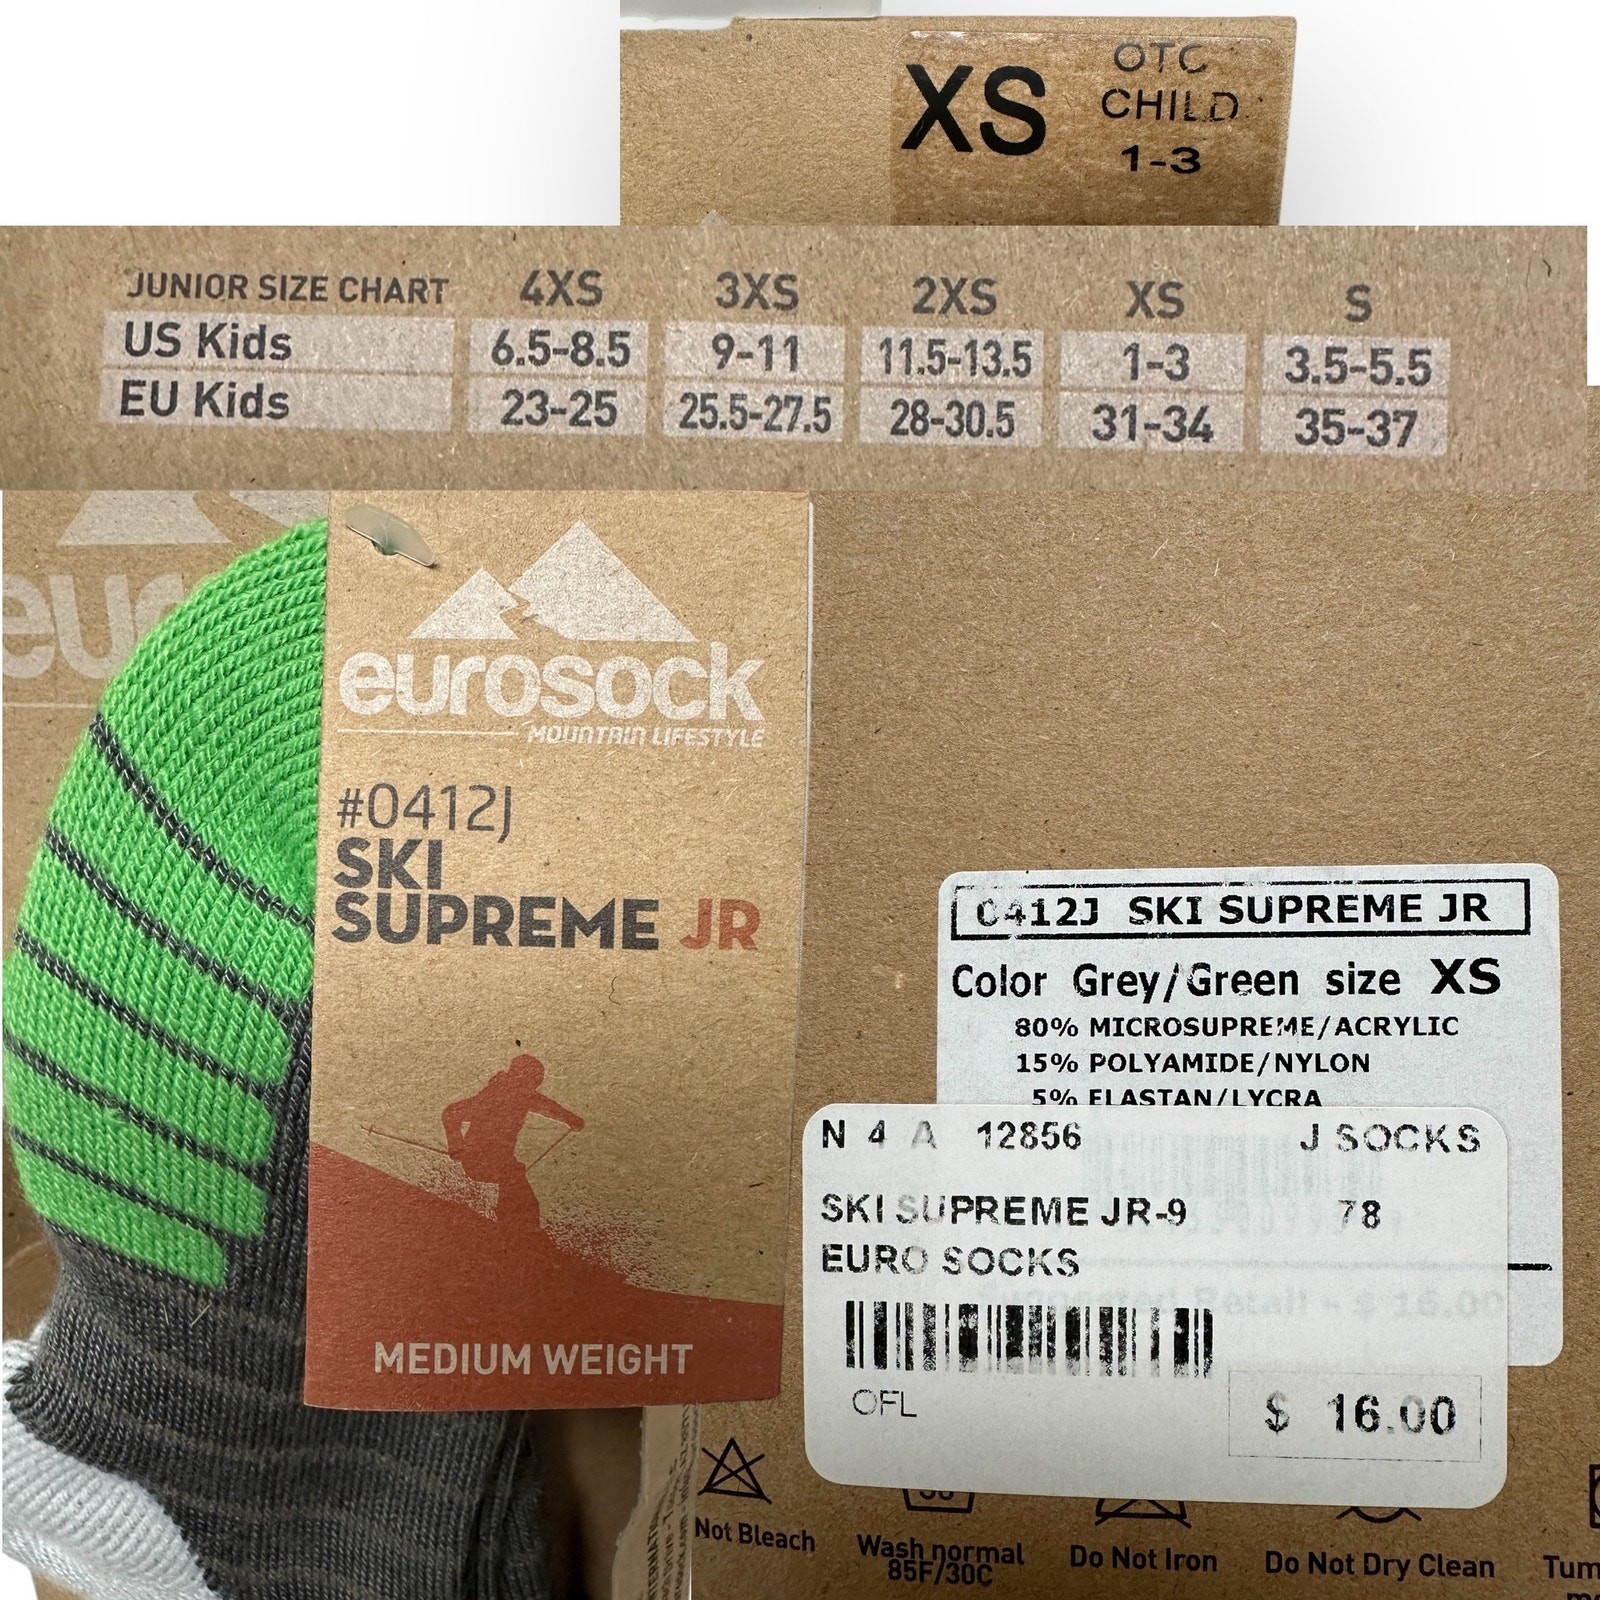 XS
OTC
CHILD
1-3
JUNIOR SIZE CHART 4XS 3XS 2XS XS S
US Kids 6.5-8.5 9-11 11.5-13.5 1-3 3.5-5.5
EU Kids 23-25 25.5-27.5 28-30.5 31-34 35-37
eurosock
MOUNTAIN LIFESTYLE
#0412J
SKI
SUPREME JR
MEDIUM WEIGHT
0412J SKI SUPREME JR
Color Grey/Green size XS
80% MICROSUPREME/ACRYLIC
15% POLYAMIDE/NYLON
5% ELASTAN/LYCRA
N 4 A 12856 J SOCKS
SKI SUPREME JR-9 78
EURO SOCKS
Suggested Retail - 16.00
OFL
$ 16.00
Not Bleach
Wash normal
85F/30C
Do Not Iron
Do Not Dry Clean